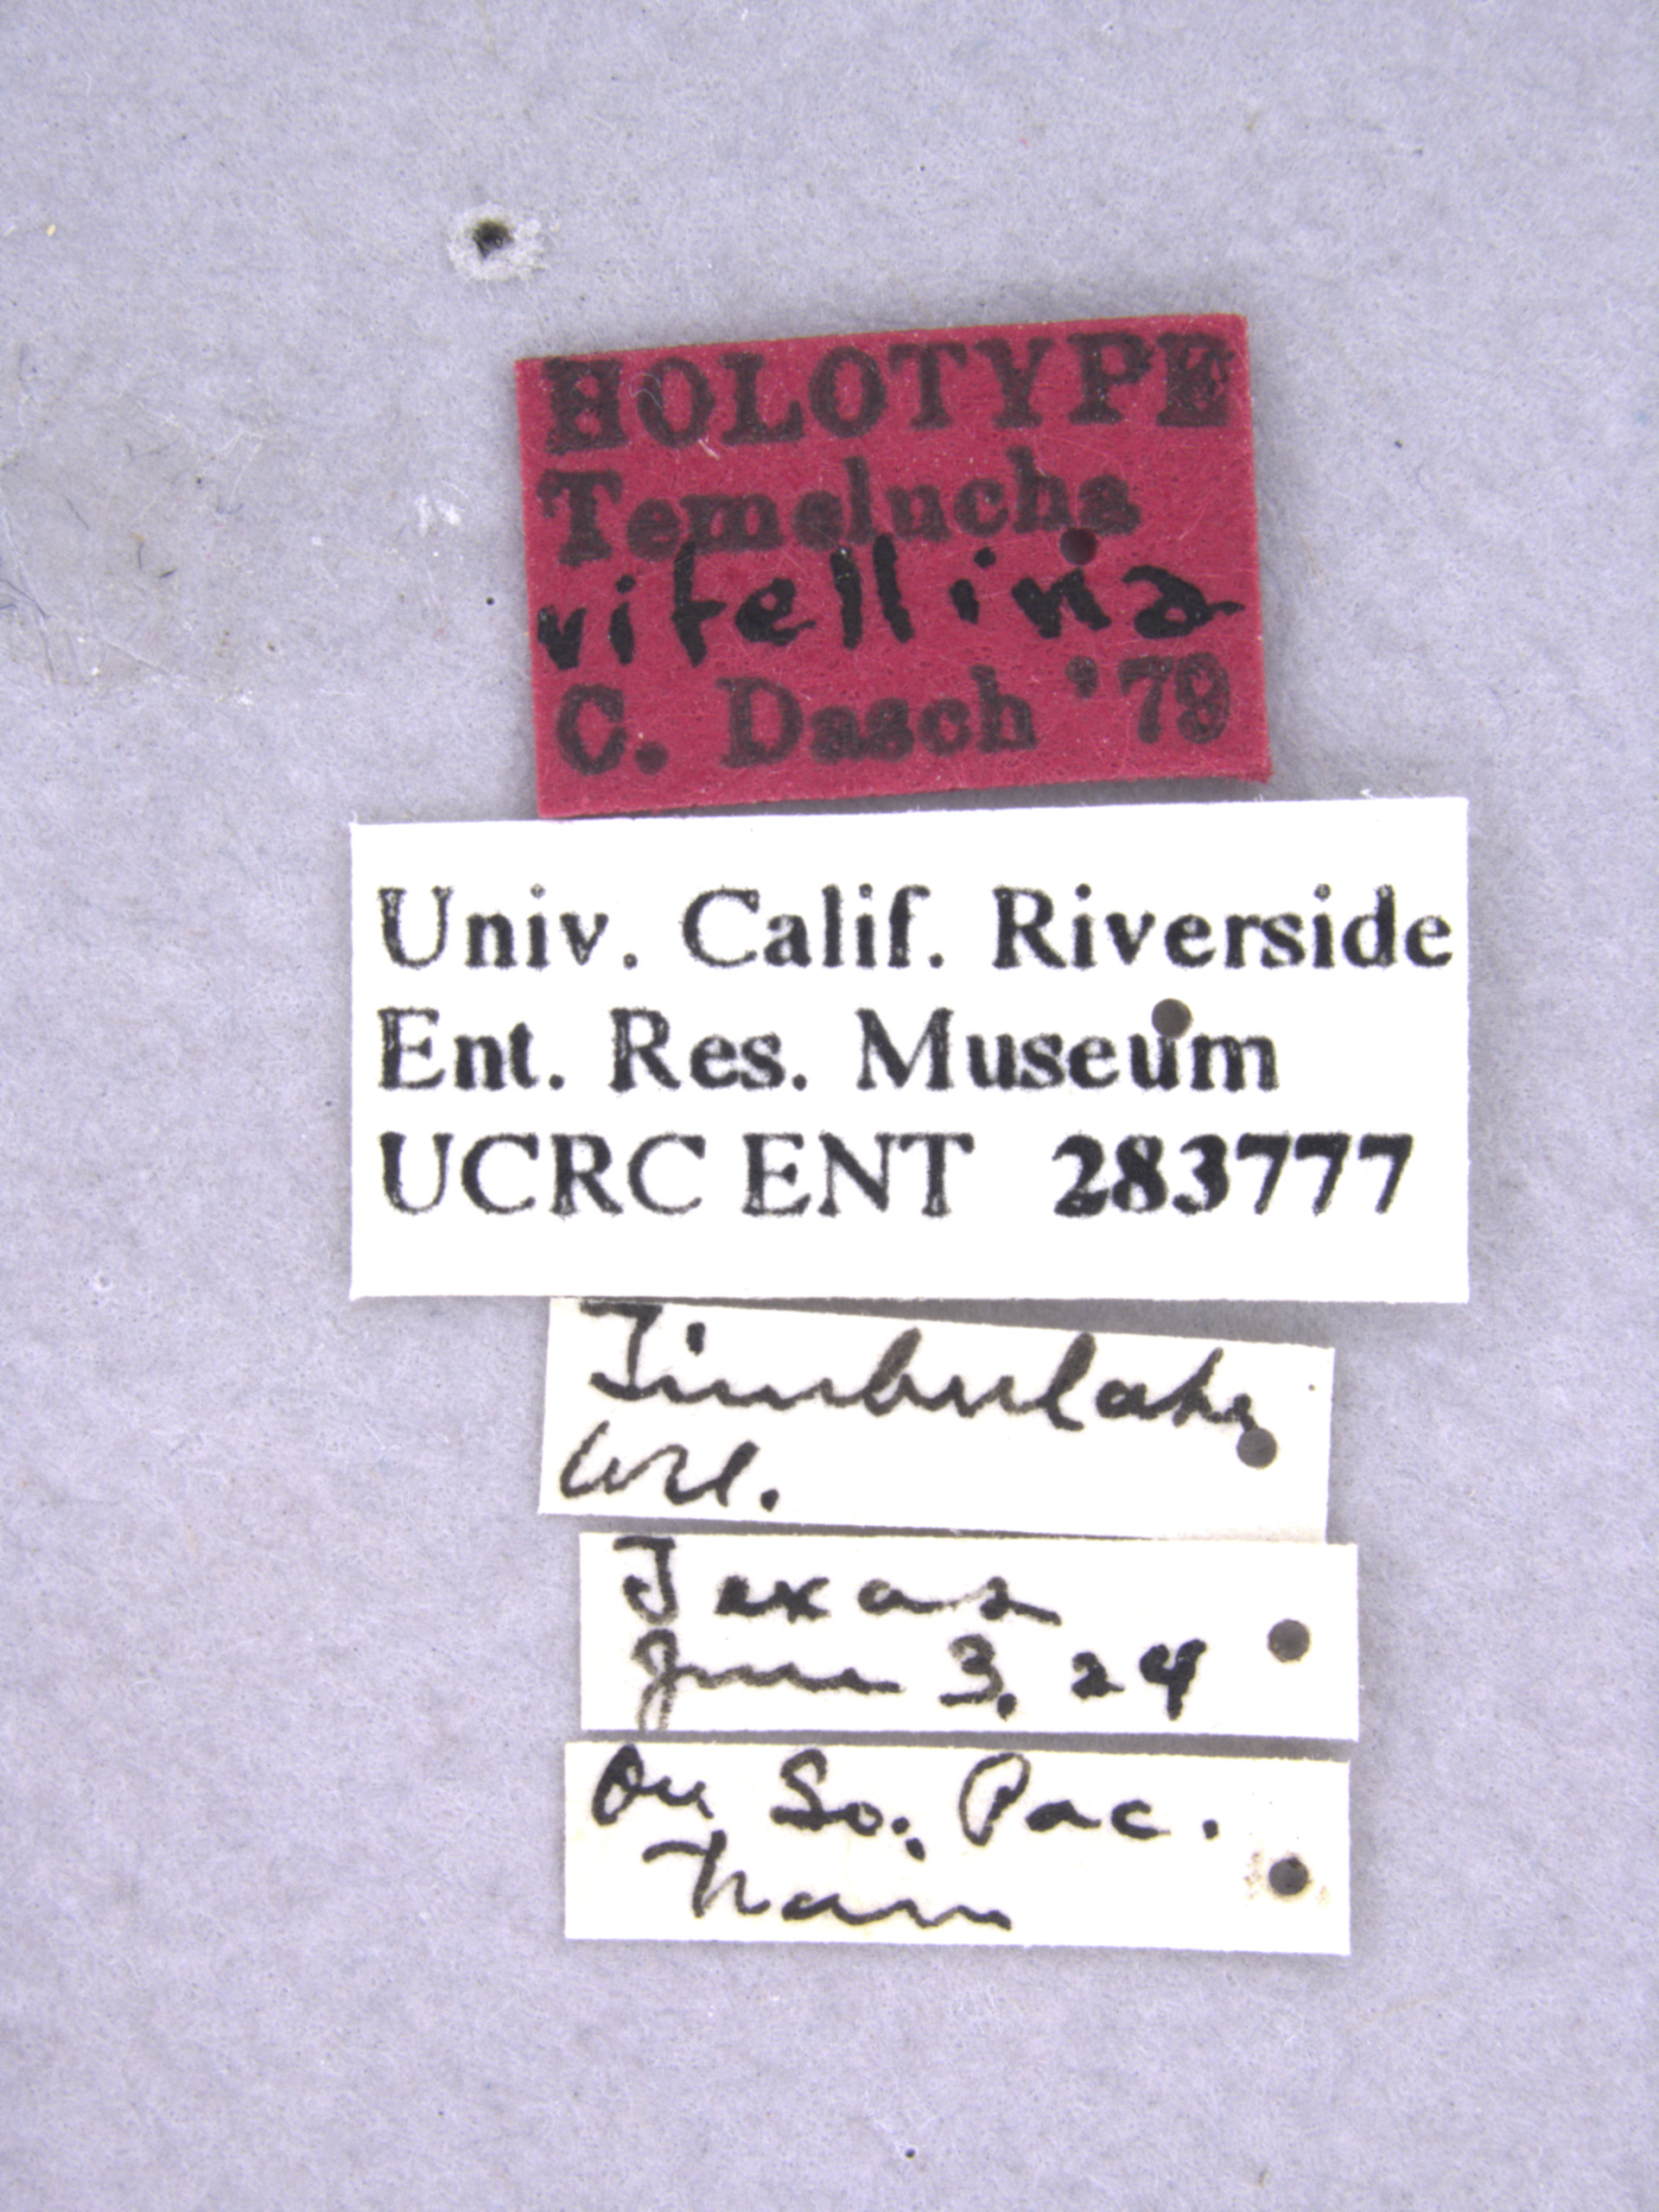 HOLOTYPE
Temelucha
vitellina
C. Dasch '79
Univ. Calif. Riverside
Ent. Res. Museum
UCRC ENT 283777
Timberlake
Coll.
Texas
June 3, 24
On So. Pac.
Train